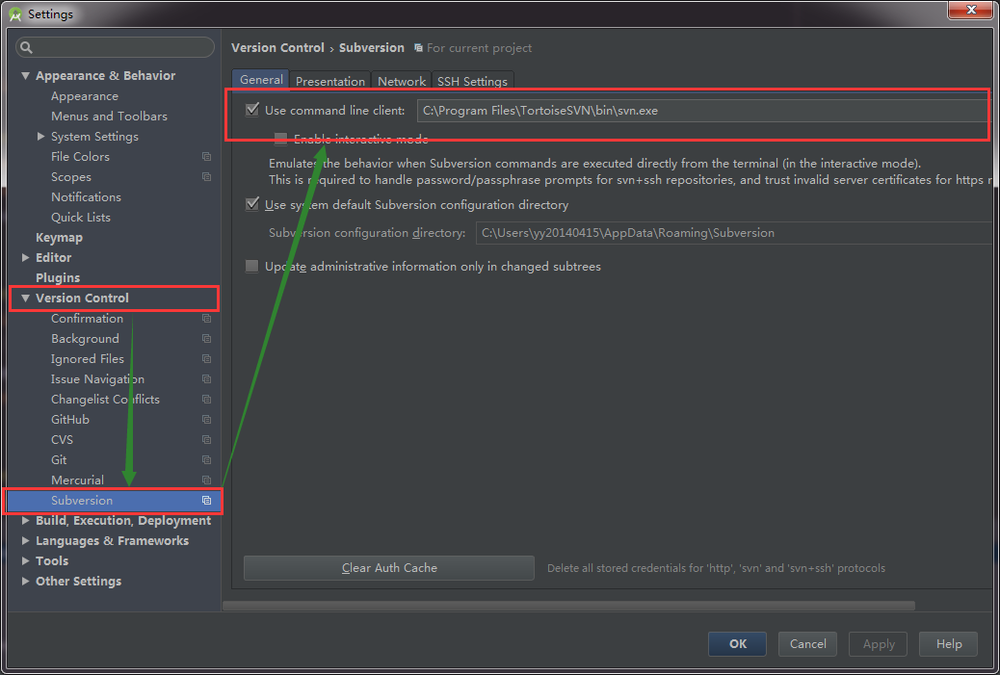 Settings
Version Control › Subversion For current project
Appearance & Behavior
Appearance
Menus and Toolbars
System Settings
File Colors
Scopes
Notifications
Quick Lists
Keymap
Editor
Plugins
Version Control
Confirmation
Background
Ignored Files
Issue Navigation
Changelist Conflicts
GitHub
CVS
Git
Mercurial
Subversion
Build, Execution, Deployment
Languages & Frameworks
Tools
Other Settings
General Presentation Network SSH Settings
Use command line client: C:\Program Files\TortoiseSVN\bin\svn.exe
Enable interactive mode
Emulates the behavior when Subversion commands are executed directly from the terminal (in the interactive mode).
This is required to handle password/passphrase prompts for svn+ssh repositories, and trust invalid server certificates for https r
Use system default Subversion configuration directory
Subversion configuration directory: C:\Users\yy20140415\AppData\Roaming\Subversion
Update administrative information only in changed subtrees
Clear Auth Cache Delete all stored credentials for 'http', 'svn' and 'svn+ssh' protocols
OK Cancel Apply Help